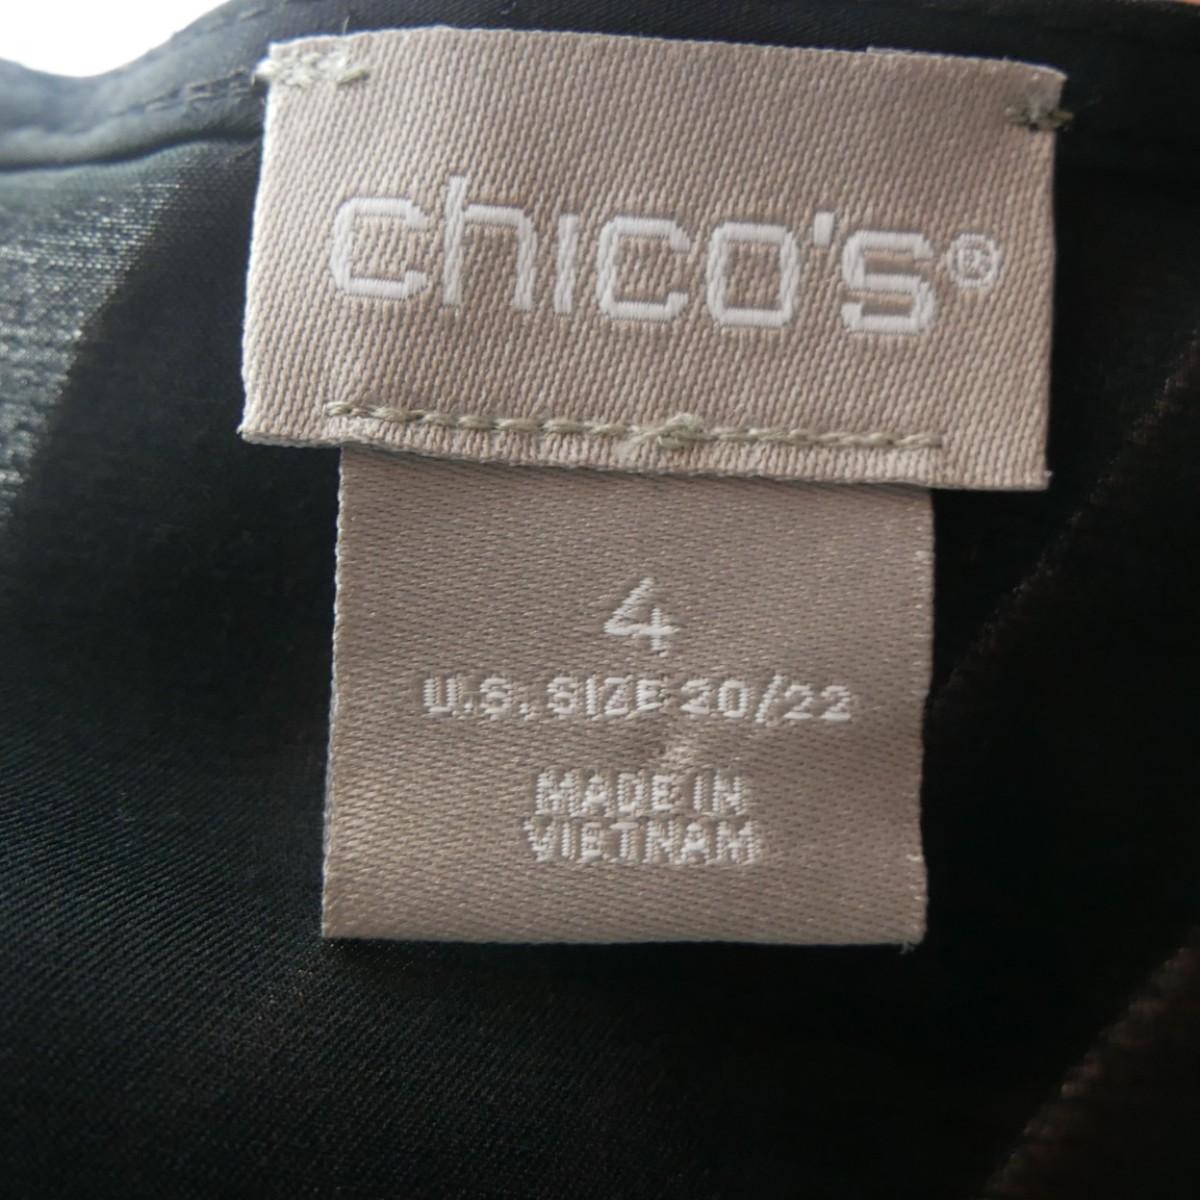 chico's®
4
U.S. SIZE 20/22
MADE IN
VIETNAM